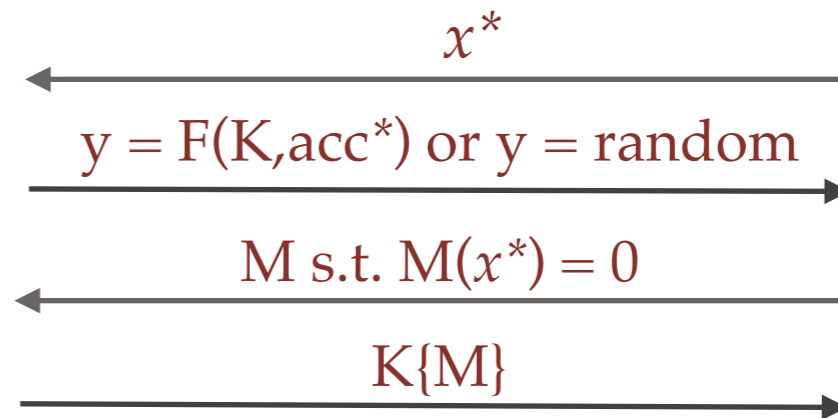 x*
y = F(K,acc*) or y = random
M s.t. M(x*) = 0
K{M}